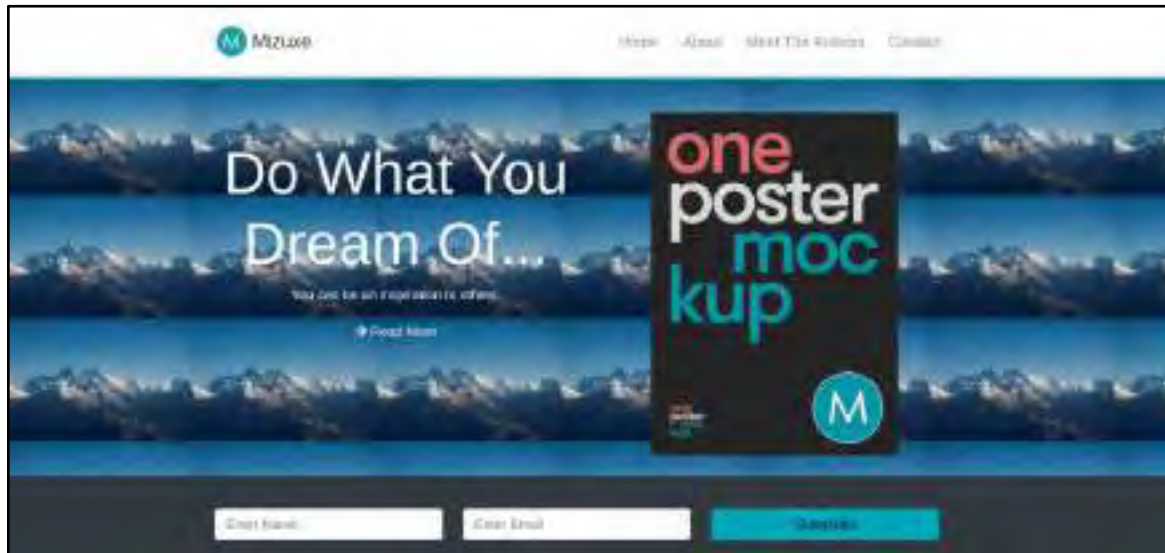 M Mizuxe
Home About Meet The Authors Contact
Do What You
Dream Of...
You can be an inspiration to others.
Read More
one
poster
moc
kup
M
Enter Name Enter Email Subscribe